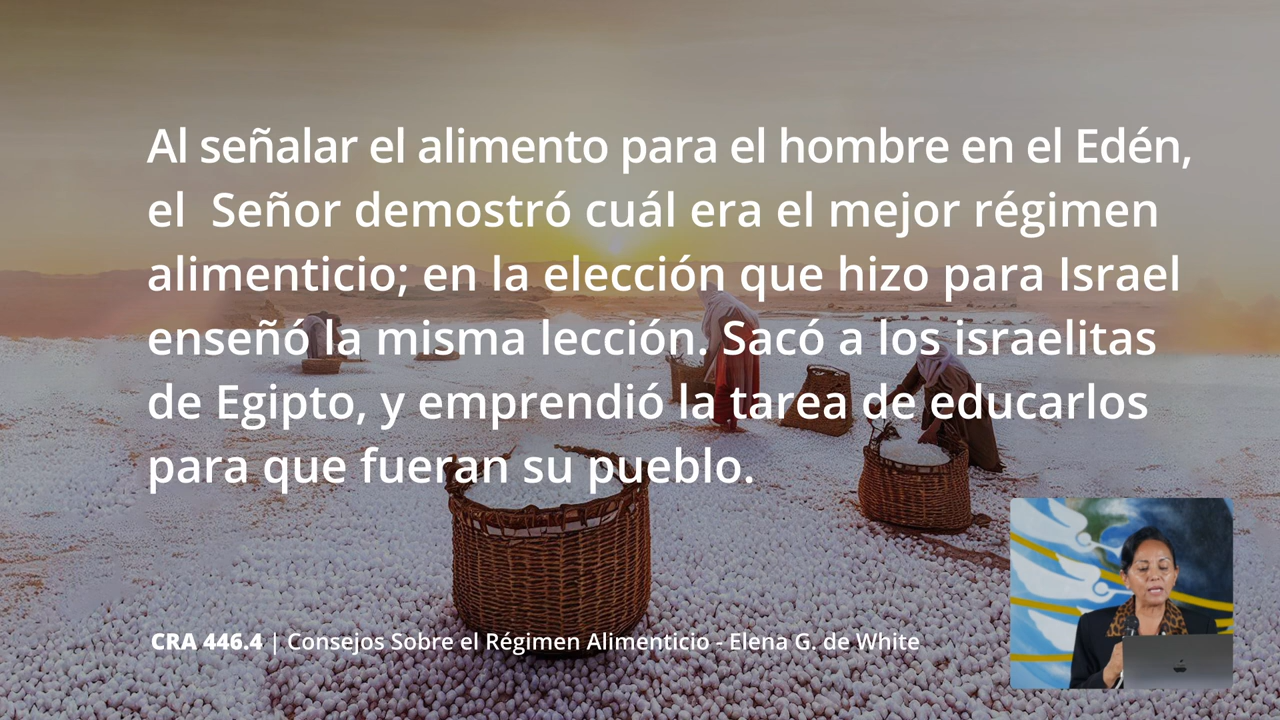 Al señalar el alimento para el hombre en el Edén,
el  Señor demostró cuál era el mejor régimen
alimenticio; en la elección que hizo para Israel
enseñó la misma lección. Sacó a los israelitas
de Egipto, y emprendió la tarea de educarlos
para que fueran su pueblo.
CRA 446.4 | Consejos Sobre el Régimen Alimenticio - Elena G. de White